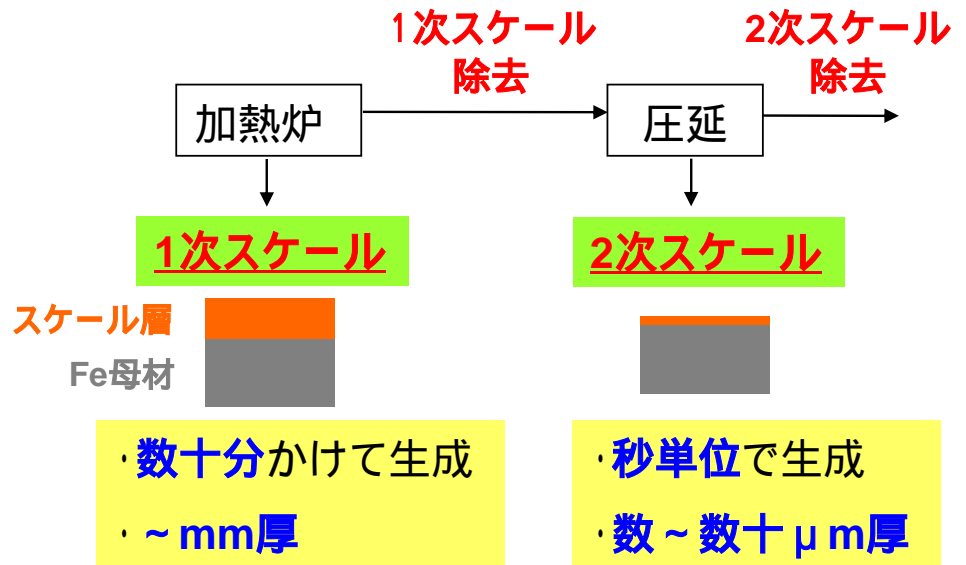 1次スケール
除去
2次スケール
除去
加熱炉
圧延
1次スケール
2次スケール
スケール層
Fe母材
・数十分かけて生成
・~mm厚
・秒単位で生成
・数~数十μm厚